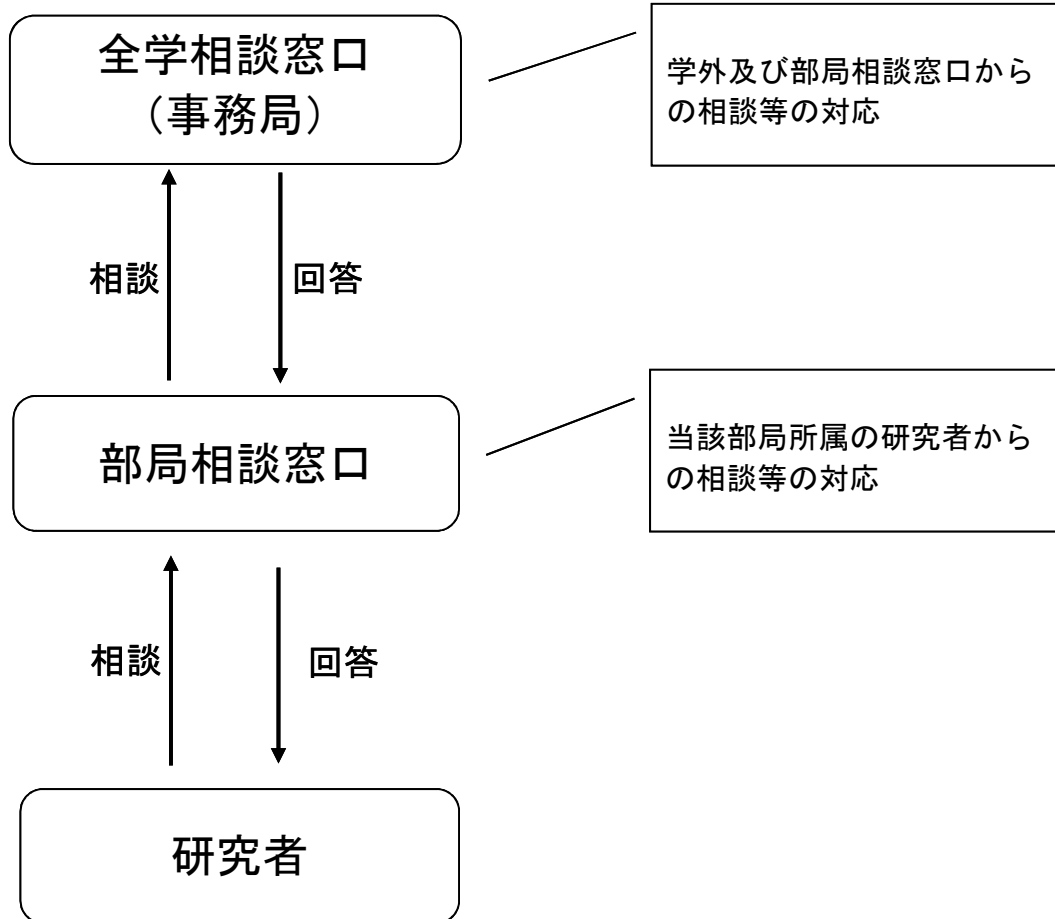 全学相談窓口
（事務局）
学外及び部局相談窓口から
の相談等の対応
相談
回答
部局相談窓口
当該部局所属の研究者から
の相談等の対応
相談
回答
研究者